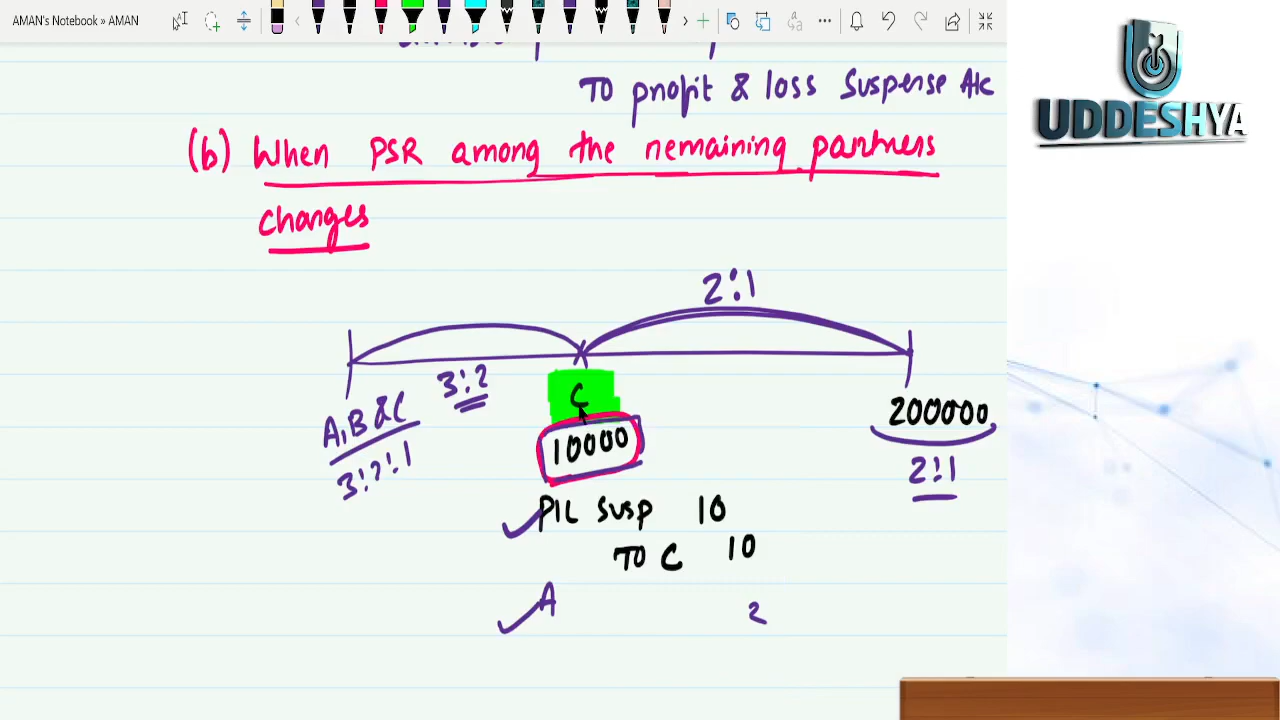 AMAN's Notebook » AMAN
UDDESHYA
TO profit & loss Suspense A/c
(b) When PSR among the remaining partners
changes
2:1
3:2
C
A, B & C
3:2:1
10000
200000
2:1
P/L Susp 10
TO C 10
A 2